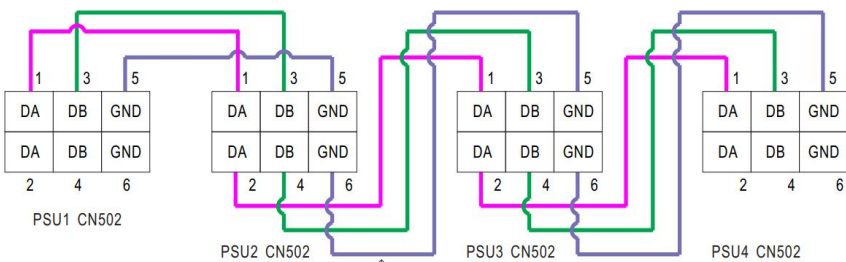 1 3 5 1 3 5 1 3 5 1 3 5
DA DB GND DA DB GND DA DB GND DA DB GND
DA DB GND DA DB GND DA DB GND DA DB GND
2 4 6 2 4 6 2 4 6 2 4 6
PSU1 CN502
PSU2 CN502 PSU3 CN502 PSU4 CN502